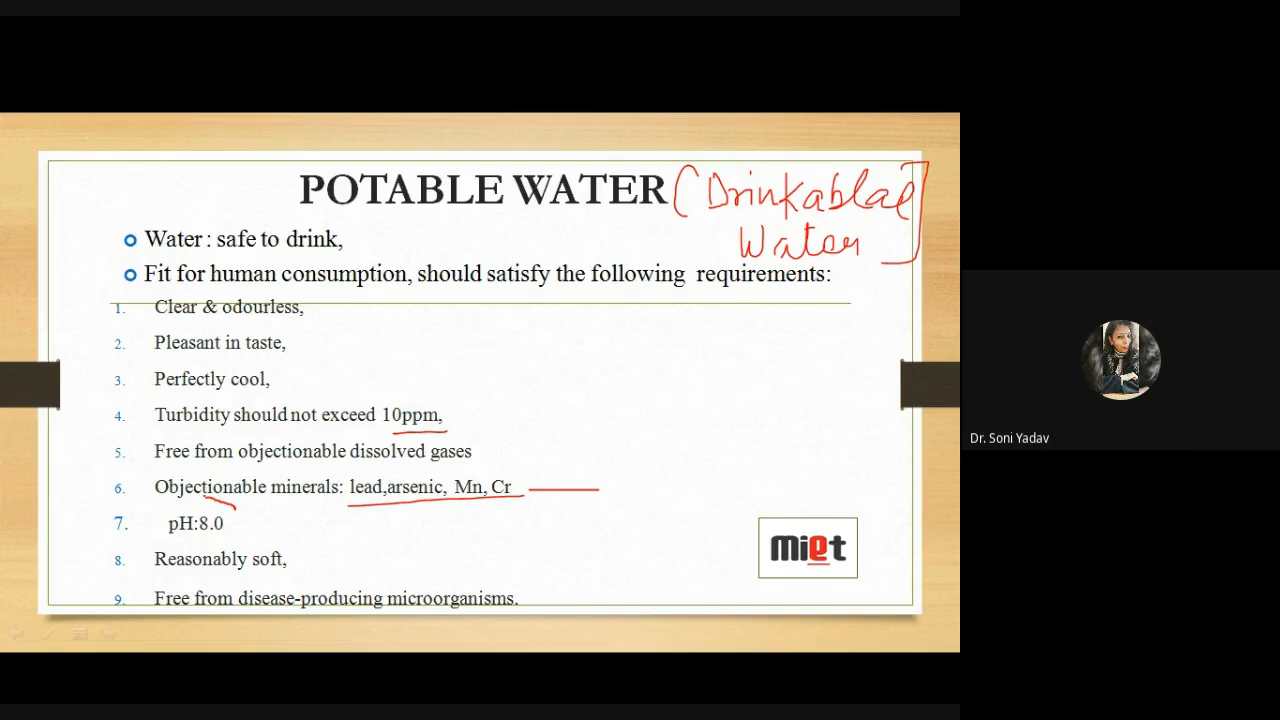 POTABLE WATER (Drinkablae
Water]
Water : safe to drink,
Fit for human consumption, should satisfy the following requirements:
1. Clear & odourless,
2. Pleasant in taste,
3. Perfectly cool,
4. Turbidity should not exceed 10ppm,
5. Free from objectionable dissolved gases
6. Objectionable minerals: lead,arsenic, Mn, Cr
7. pH:8.0
8. Reasonably soft,
9. Free from disease-producing microorganisms.
miet
Dr. Soni Yadav